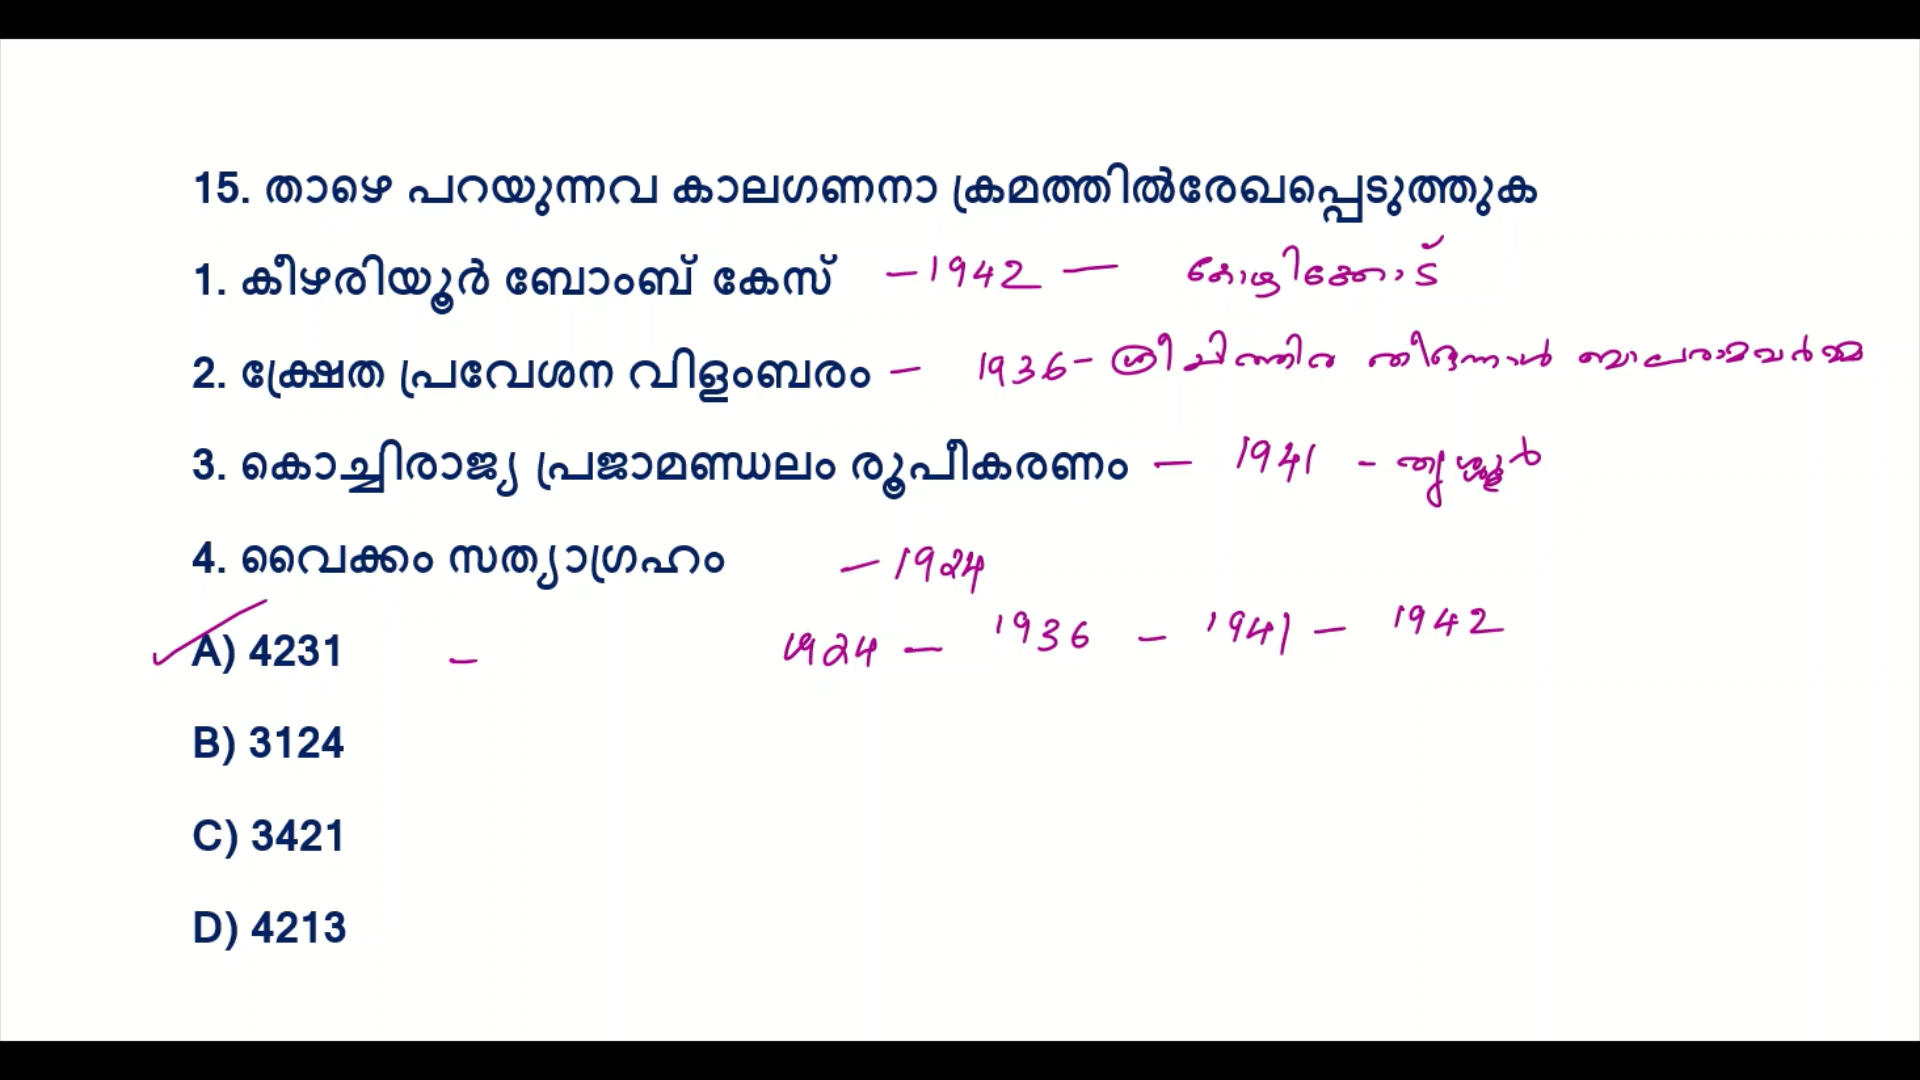 15. താഴെ പറയുന്നവ കാലഗണനാ ക്രമത്തിൽരേഖപ്പെടുത്തുക
1. കീഴരിയൂർ ബോംബ് കേസ് – 1942 – കോഴിക്കോട്
2. ക്ഷേത്ര പ്രവേശന വിളംബരം – 1936 – ശ്രീ ചിത്തിര തിരുന്നാൾ ബാലരാമവർമ്മ
3. കൊച്ചിരാജ്യ പ്രജാമണ്ഡലം രൂപീകരണം – 1941 – തൃശ്ശൂർ
4. വൈക്കം സത്യാഗ്രഹം – 1924
A) 4231 – 1924 – 1936 – 1941 – 1942
B) 3124
C) 3421
D) 4213